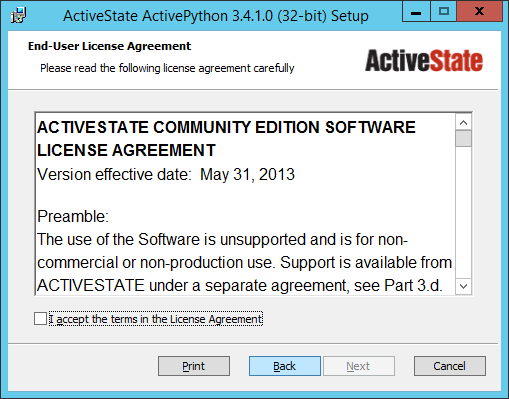 ActiveState ActivePython 3.4.1.0 (32-bit) Setup
End-User License Agreement
Please read the following license agreement carefully
ActiveState
ACTIVESTATE COMMUNITY EDITION SOFTWARE
LICENSE AGREEMENT
Version effective date:  May 31, 2013
Preamble:
The use of the Software is unsupported and is for non-
commercial or non-production use. Support is available from
ACTIVESTATE under a separate agreement, see Part 3.d.
I accept the terms in the License Agreement
Print
Back
Next
Cancel